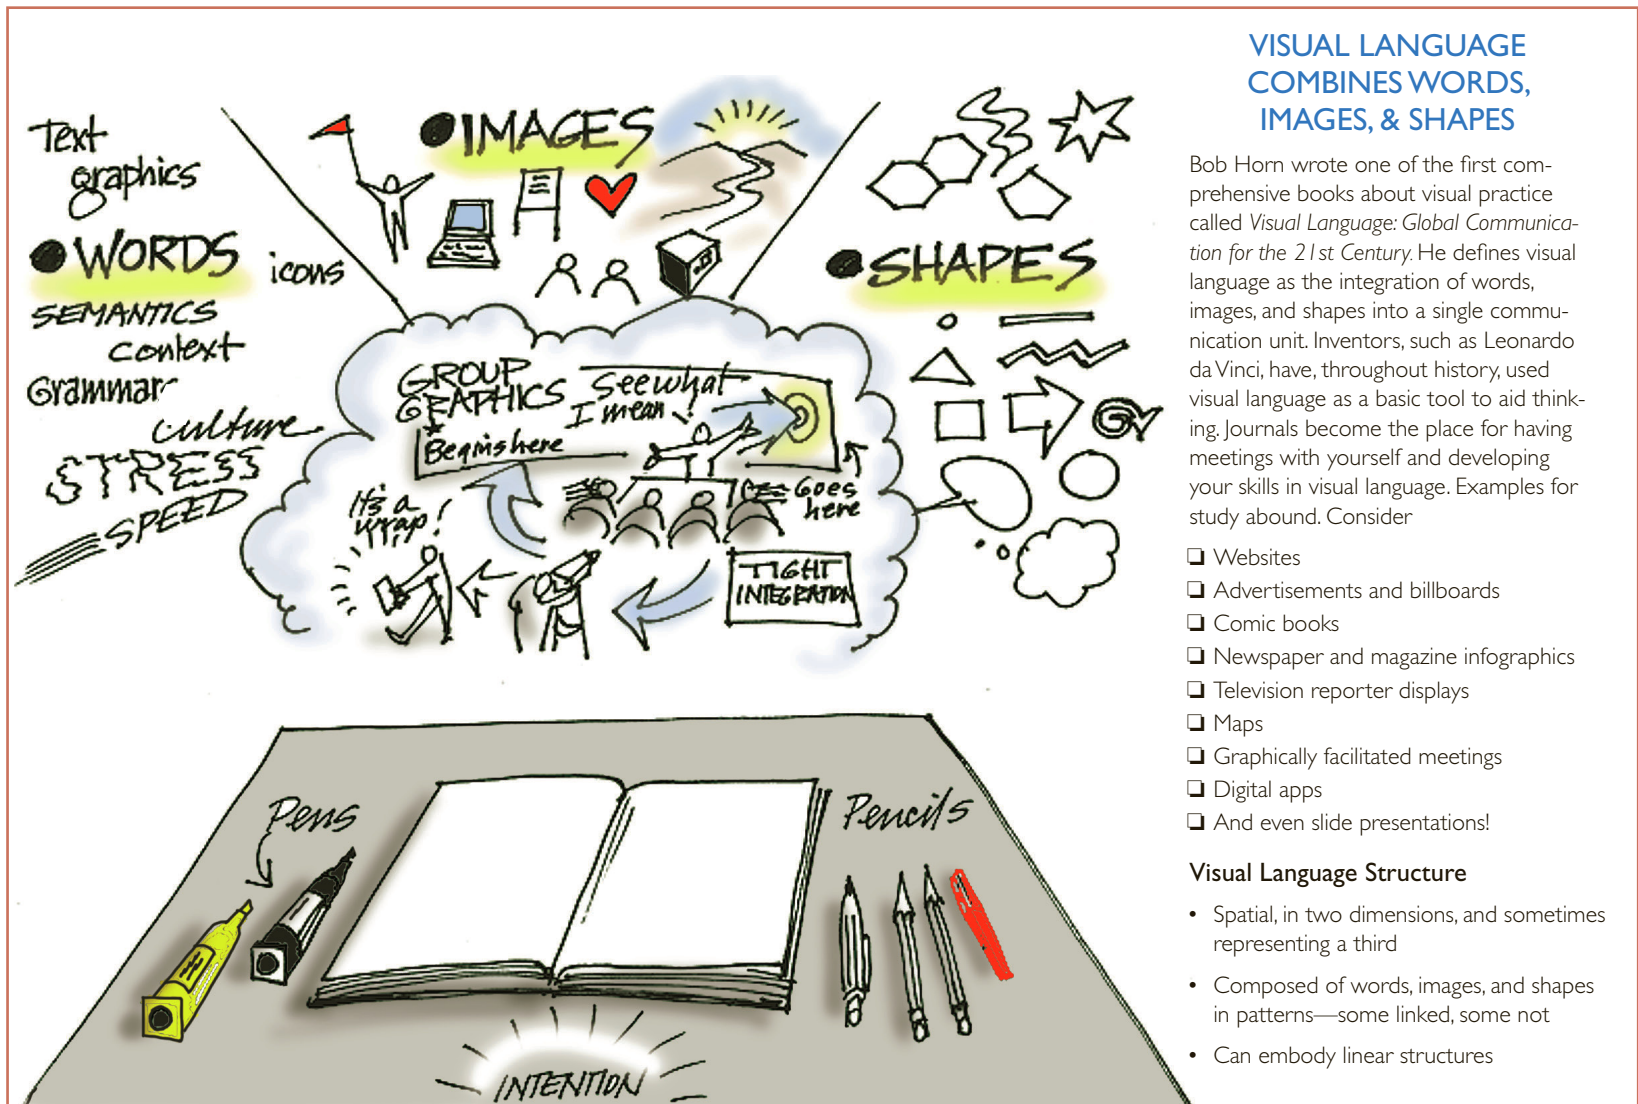 Text
graphics
WORDS
icons
SEMANTICS
context
Grammar
culture
STRESS
SPEED
IMAGES
SHAPES
GROUP
GRAPHICS
See what
I mean!
Begins here
It's a
wrap!
Goes
here
TIGHT
INTEGRATION
Pens
Pencils
INTENTION
VISUAL LANGUAGE
COMBINES WORDS,
IMAGES, & SHAPES
Bob Horn wrote one of the first com-
prehensive books about visual practice
called Visual Language: Global Communica-
tion for the 21st Century. He defines visual
language as the integration of words,
images, and shapes into a single commu-
nication unit. Inventors, such as Leonardo
da Vinci, have, throughout history, used
visual language as a basic tool to aid think-
ing. Journals become the place for having
meetings with yourself and developing
your skills in visual language. Examples for
study abound. Consider
❏ Websites
❏ Advertisements and billboards
❏ Comic books
❏ Newspaper and magazine infographics
❏ Television reporter displays
❏ Maps
❏ Graphically facilitated meetings
❏ Digital apps
❏ And even slide presentations!
Visual Language Structure
• Spatial, in two dimensions, and sometimes
representing a third
• Composed of words, images, and shapes
in patterns—some linked, some not
• Can embody linear structures